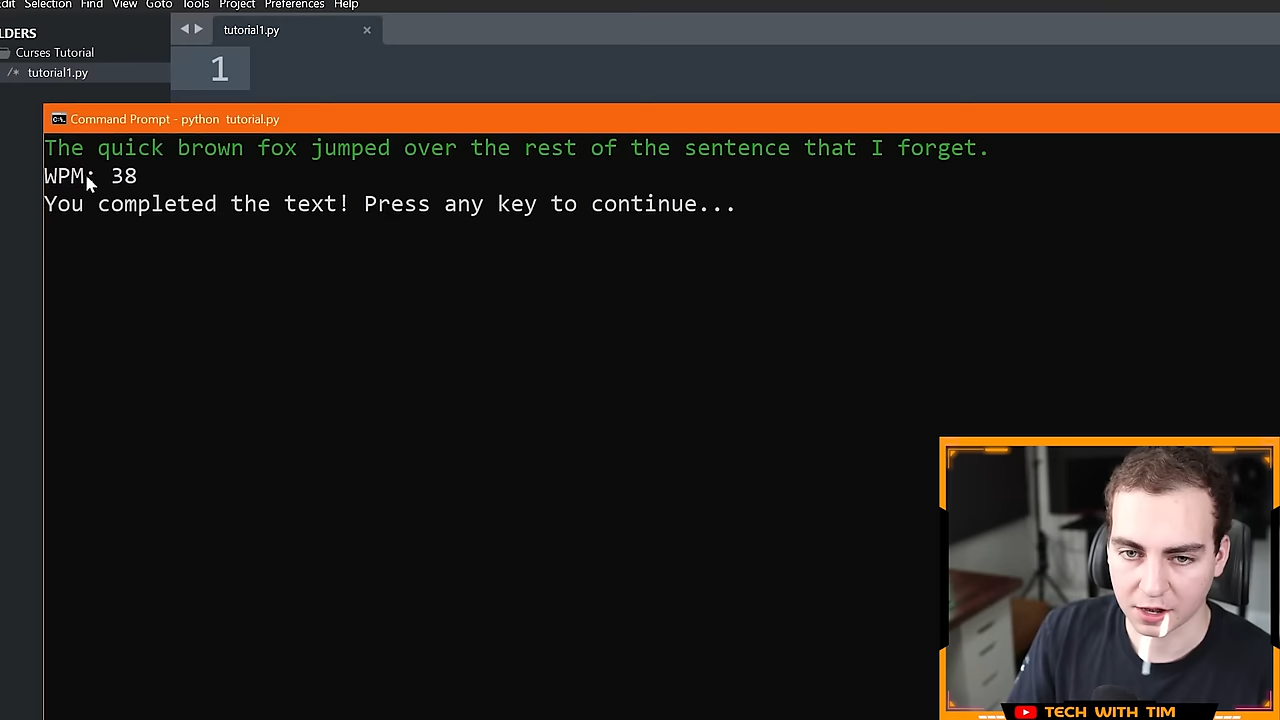 dit Selection Find View Goto Tools Project Preferences Help
LDERS
tutorial1.py ×
Curses Tutorial
/* tutorial1.py
1
Command Prompt - python tutorial.py
The quick brown fox jumped over the rest of the sentence that I forget.
WPM: 38
You completed the text! Press any key to continue...
TECH WITH TIM